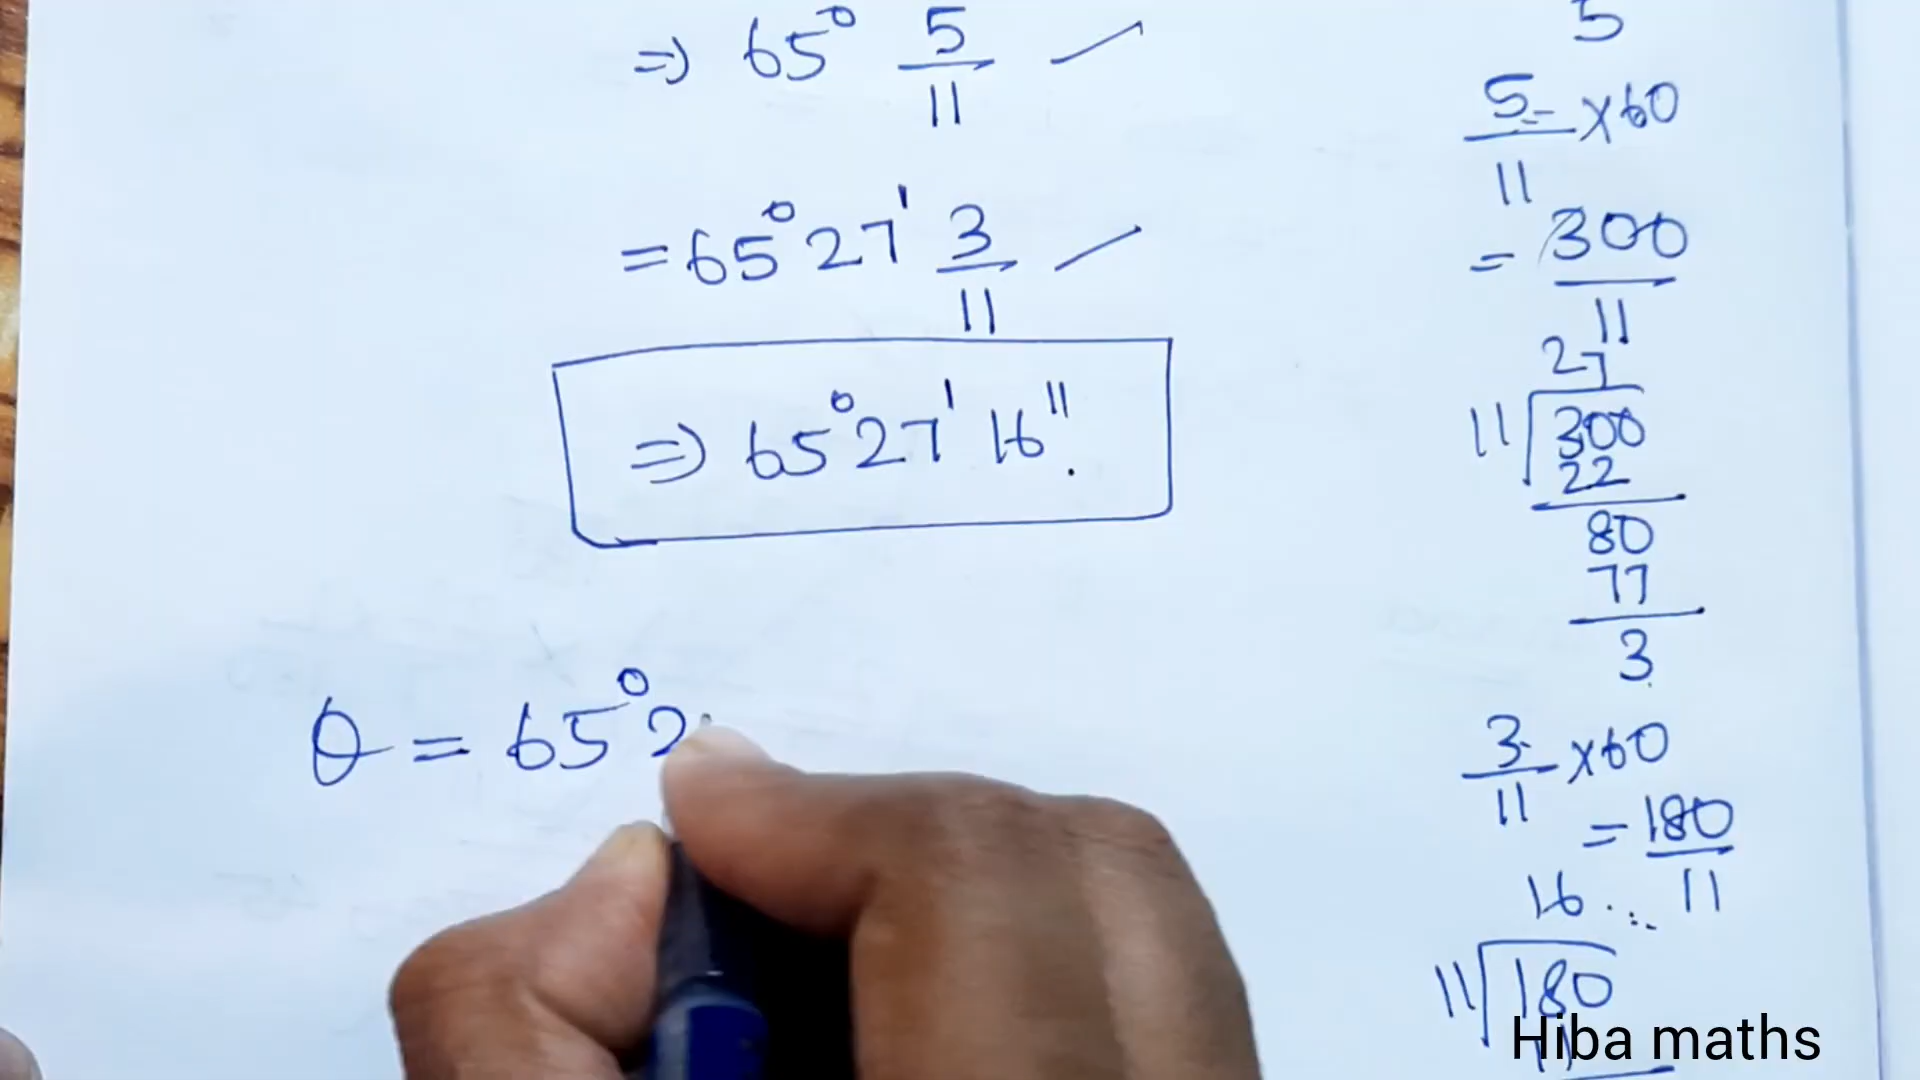 ⇒ 65° 5/11
= 65° 27' 3/11
⇒ 65° 27' 16".
θ = 65° 2
5
5/11 × 60
= 300/11
27
11 300
22
80
77
3
3/11 × 60
= 180/11
16...
11 180
Hiba maths